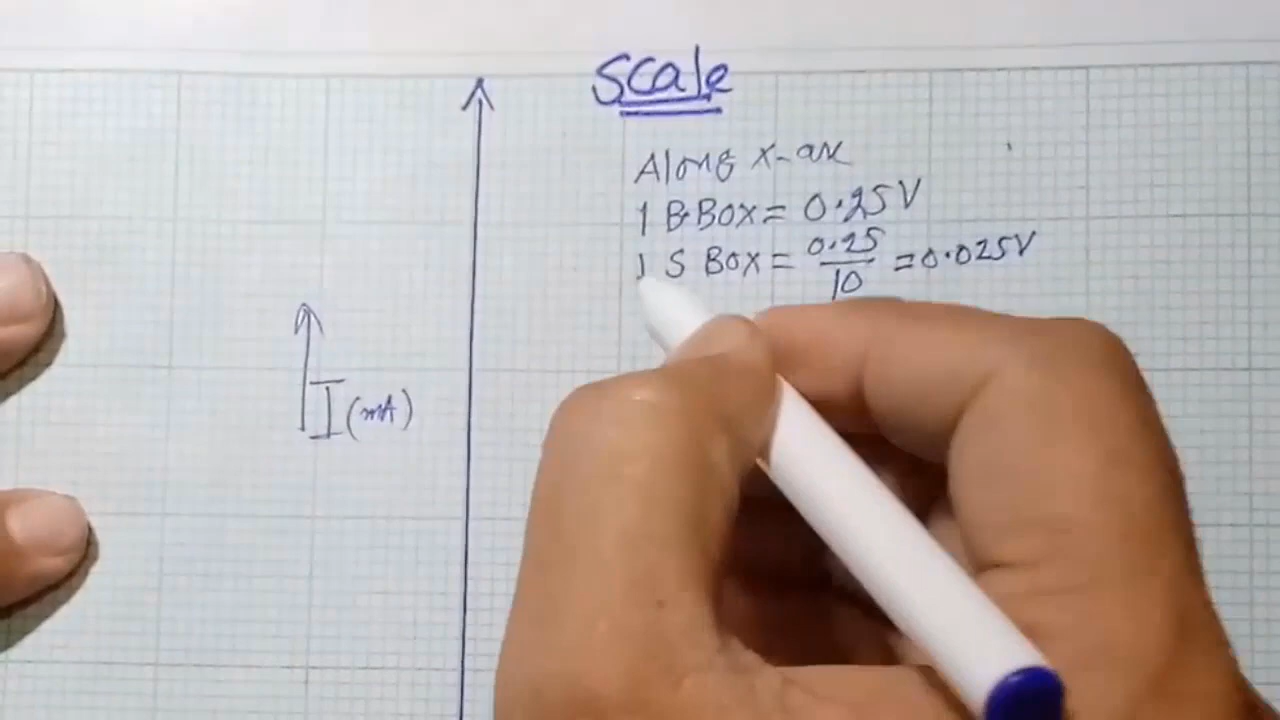 Scale
Along x-ax
1 B Box = 0.25V
1 S Box = 0.25/10 = 0.025V
I (mA)